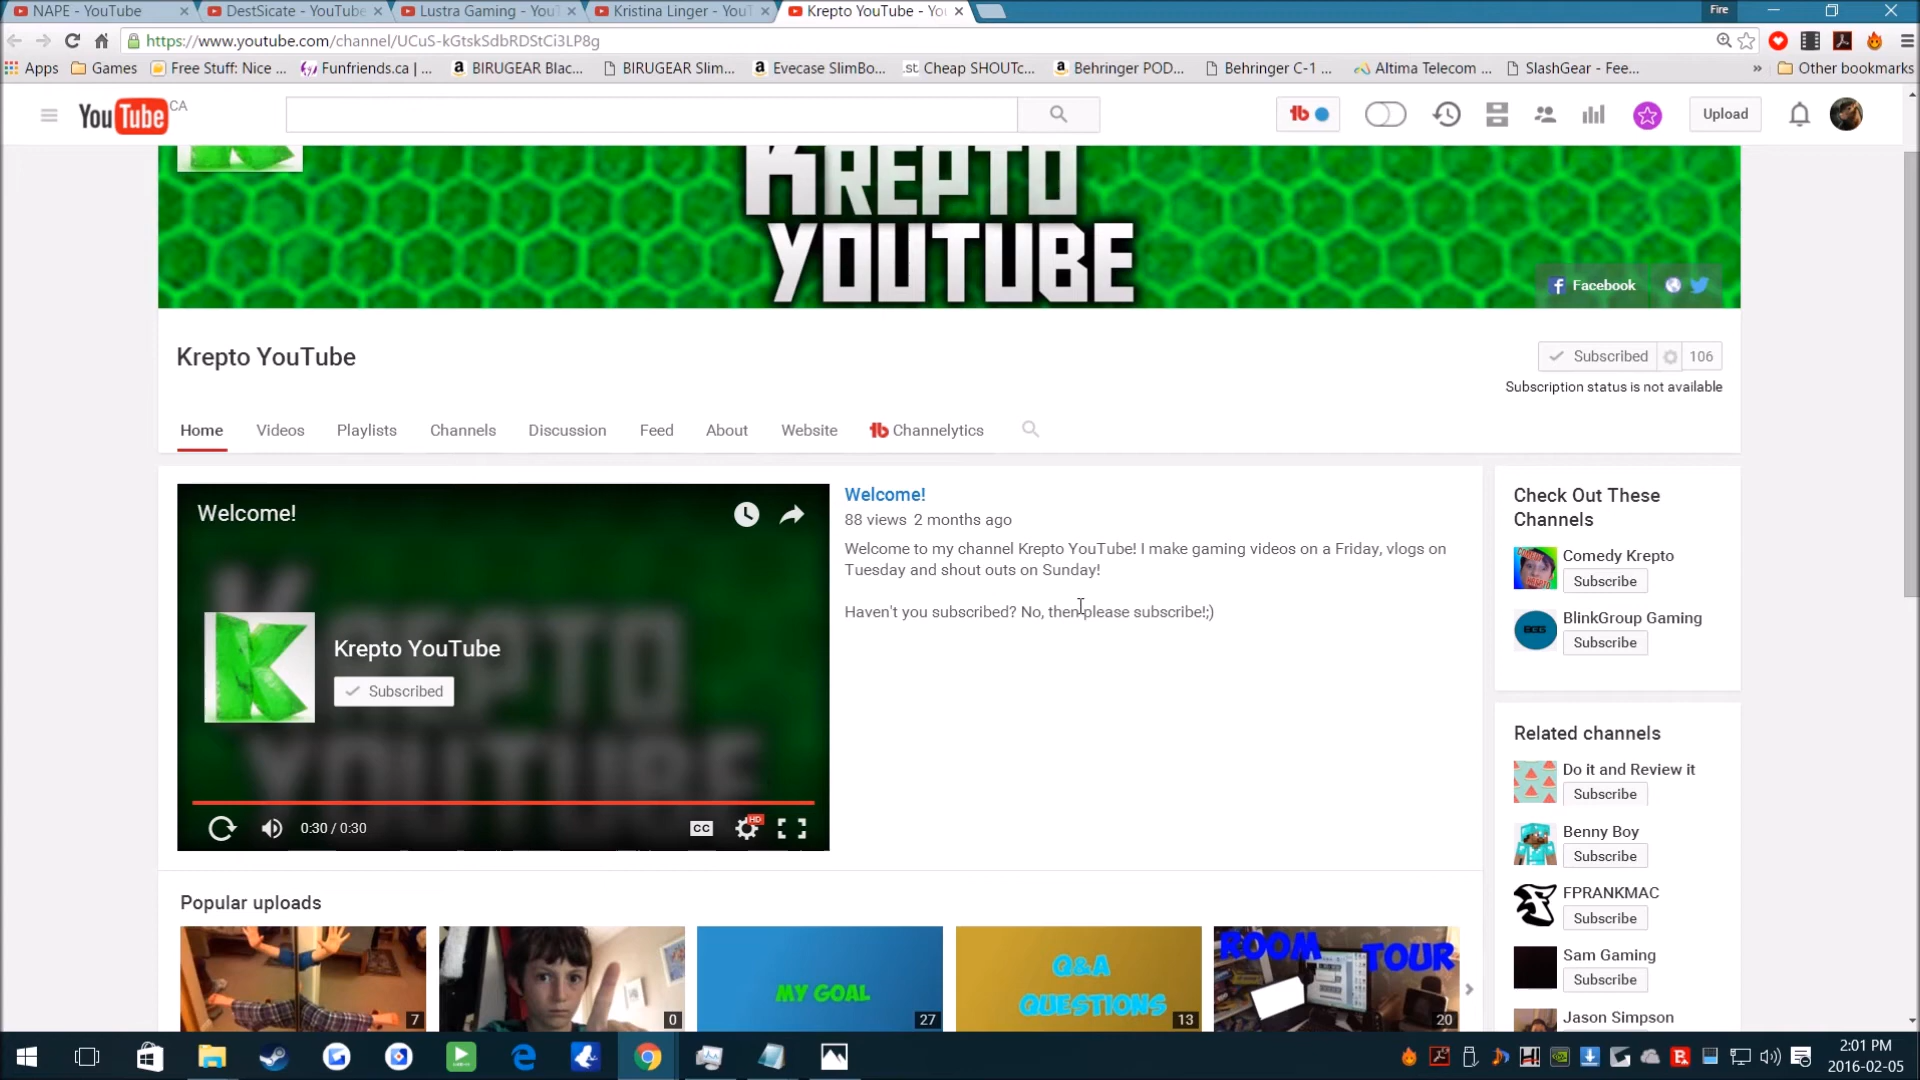 NAPE - YouTube
DestSicate - YouTube
Lustra Gaming - YouT
Kristina Linger - YouT
Krepto YouTube - Yo
Fire
https://www.youtube.com/channel/UCuS-kGtskSdbRDStCi3LP8g
Apps
Games
Free Stuff: Nice ...
Funfriends.ca | ...
BIRUGEAR Blac...
BIRUGEAR Slim...
Evecase SlimBo...
.st Cheap SHOUTc...
Behringer POD...
Behringer C-1 ...
Altima Telecom ...
SlashGear - Fee...
» Other bookmarks
YouTube CA
Upload
KREPTO
YOUTUBE
Facebook
Krepto YouTube
Subscribed 106
Subscription status is not available
Home Videos Playlists Channels Discussion Feed About Website Channelytics
Welcome!
Krepto YouTube
Subscribed
0:30 / 0:30
CC
HD
Welcome!
88 views 2 months ago
Welcome to my channel Krepto YouTube! I make gaming videos on a Friday, vlogs on
Tuesday and shout outs on Sunday!
Haven't you subscribed? No, then please subscribe!;)
Check Out These
Channels
Comedy Krepto
Subscribe
BlinkGroup Gaming
Subscribe
Related channels
Do it and Review it
Subscribe
Benny Boy
Subscribe
FPRANKMAC
Subscribe
Sam Gaming
Subscribe
Jason Simpson
Popular uploads
7
0
MY GOAL
27
Q&A
QUESTIONS
13
ROOM TOUR
20
2:01 PM
2016-02-05